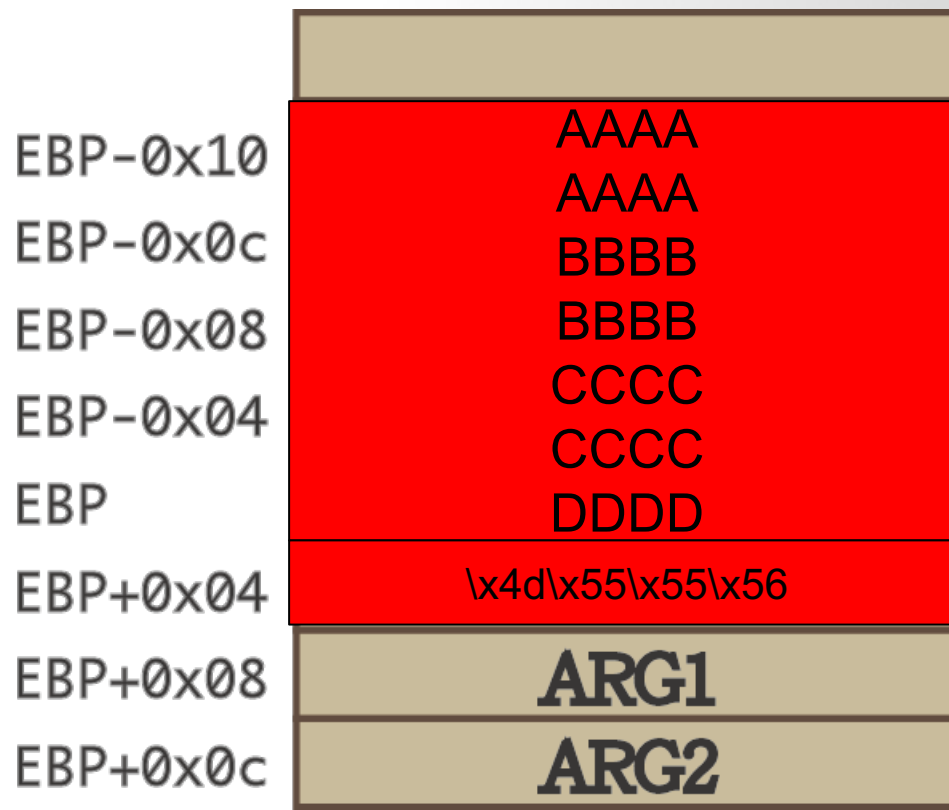 AAAA
EBP-0x10
AAAA
EBP-0x0c
BBBB
BBBB
EBP-0x08
CCCC
EBP-0x04
CCCC
EBP
DDDD
EBP+0x04
\x4d\x55\x55\x56
EBP+0x08
ARG1
EBP+0x0c
ARG2